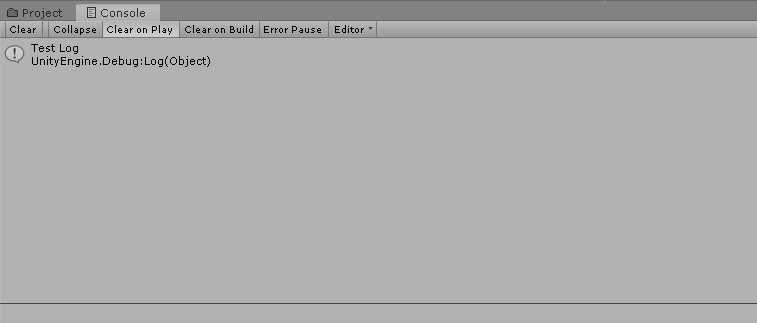 Project Console
Clear Collapse Clear on Play Clear on Build Error Pause Editor
Test Log
UnityEngine.Debug:Log(Object)